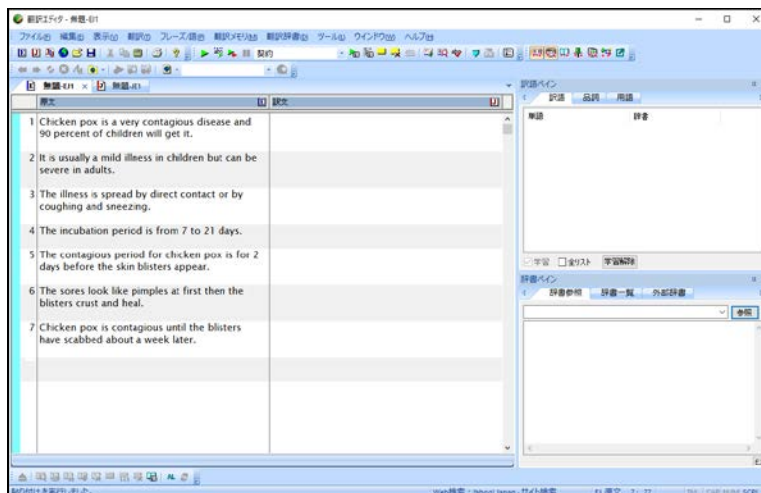 翻訳エディタ - 無題-EJ1
ファイル(F) 編集(E) 表示(V) 翻訳(T) フレーズ/語(P) 翻訳メモリ(M) 翻訳辞書(D) ツール(L) ウインドウ(W) ヘルプ(H)
契約
無題-EJ1 × 無題-JE1
原文 訳文
1 Chicken pox is a very contagious disease and
90 percent of children will get it.
2 It is usually a mild illness in children but can be
severe in adults.
3 The illness is spread by direct contact or by
coughing and sneezing.
4 The incubation period is from 7 to 21 days.
5 The contagious period for chicken pox is for 2
days before the skin blisters appear.
6 The sores look like pimples at first then the
blisters crust and heal.
7 Chicken pox is contagious until the blisters
have scabbed about a week later.
訳語ペイン
訳語 品詞 用語
単語 辞書
学習 全リスト 学習解除
辞書ペイン
辞書参照 辞書一覧 外部辞書
参照